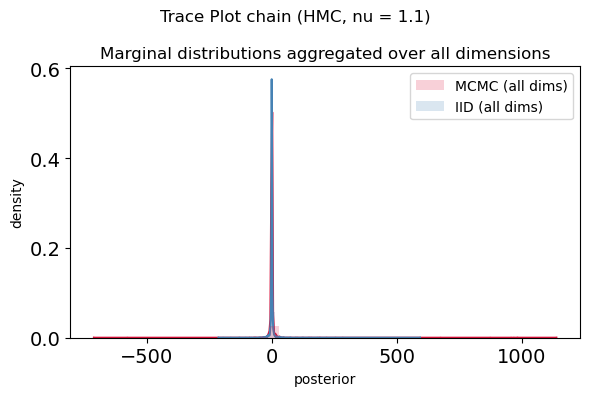 Trace Plot chain (HMC, nu = 1.1)
Marginal distributions aggregated over all dimensions
0.6
MCMC (all dims)
IID (all dims)
0.4
density
0.2
0.0
−500
0
500
1000
posterior